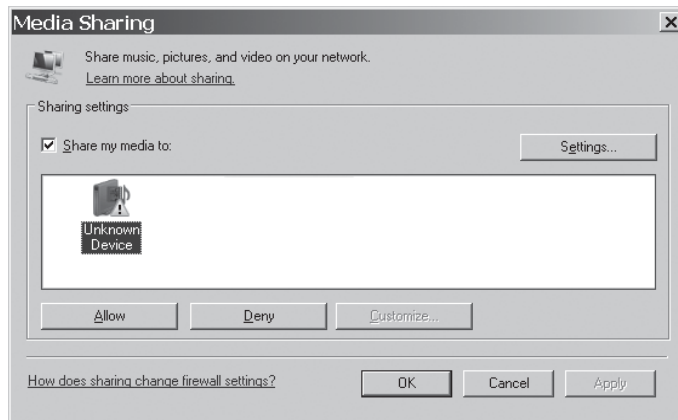 Media Sharing
Share music, pictures, and video on your network.
Learn more about sharing.
Sharing settings
Share my media to:
Settings...
Unknown
Device
Allow
Deny
Customize...
How does sharing change firewall settings?
OK
Cancel
Apply